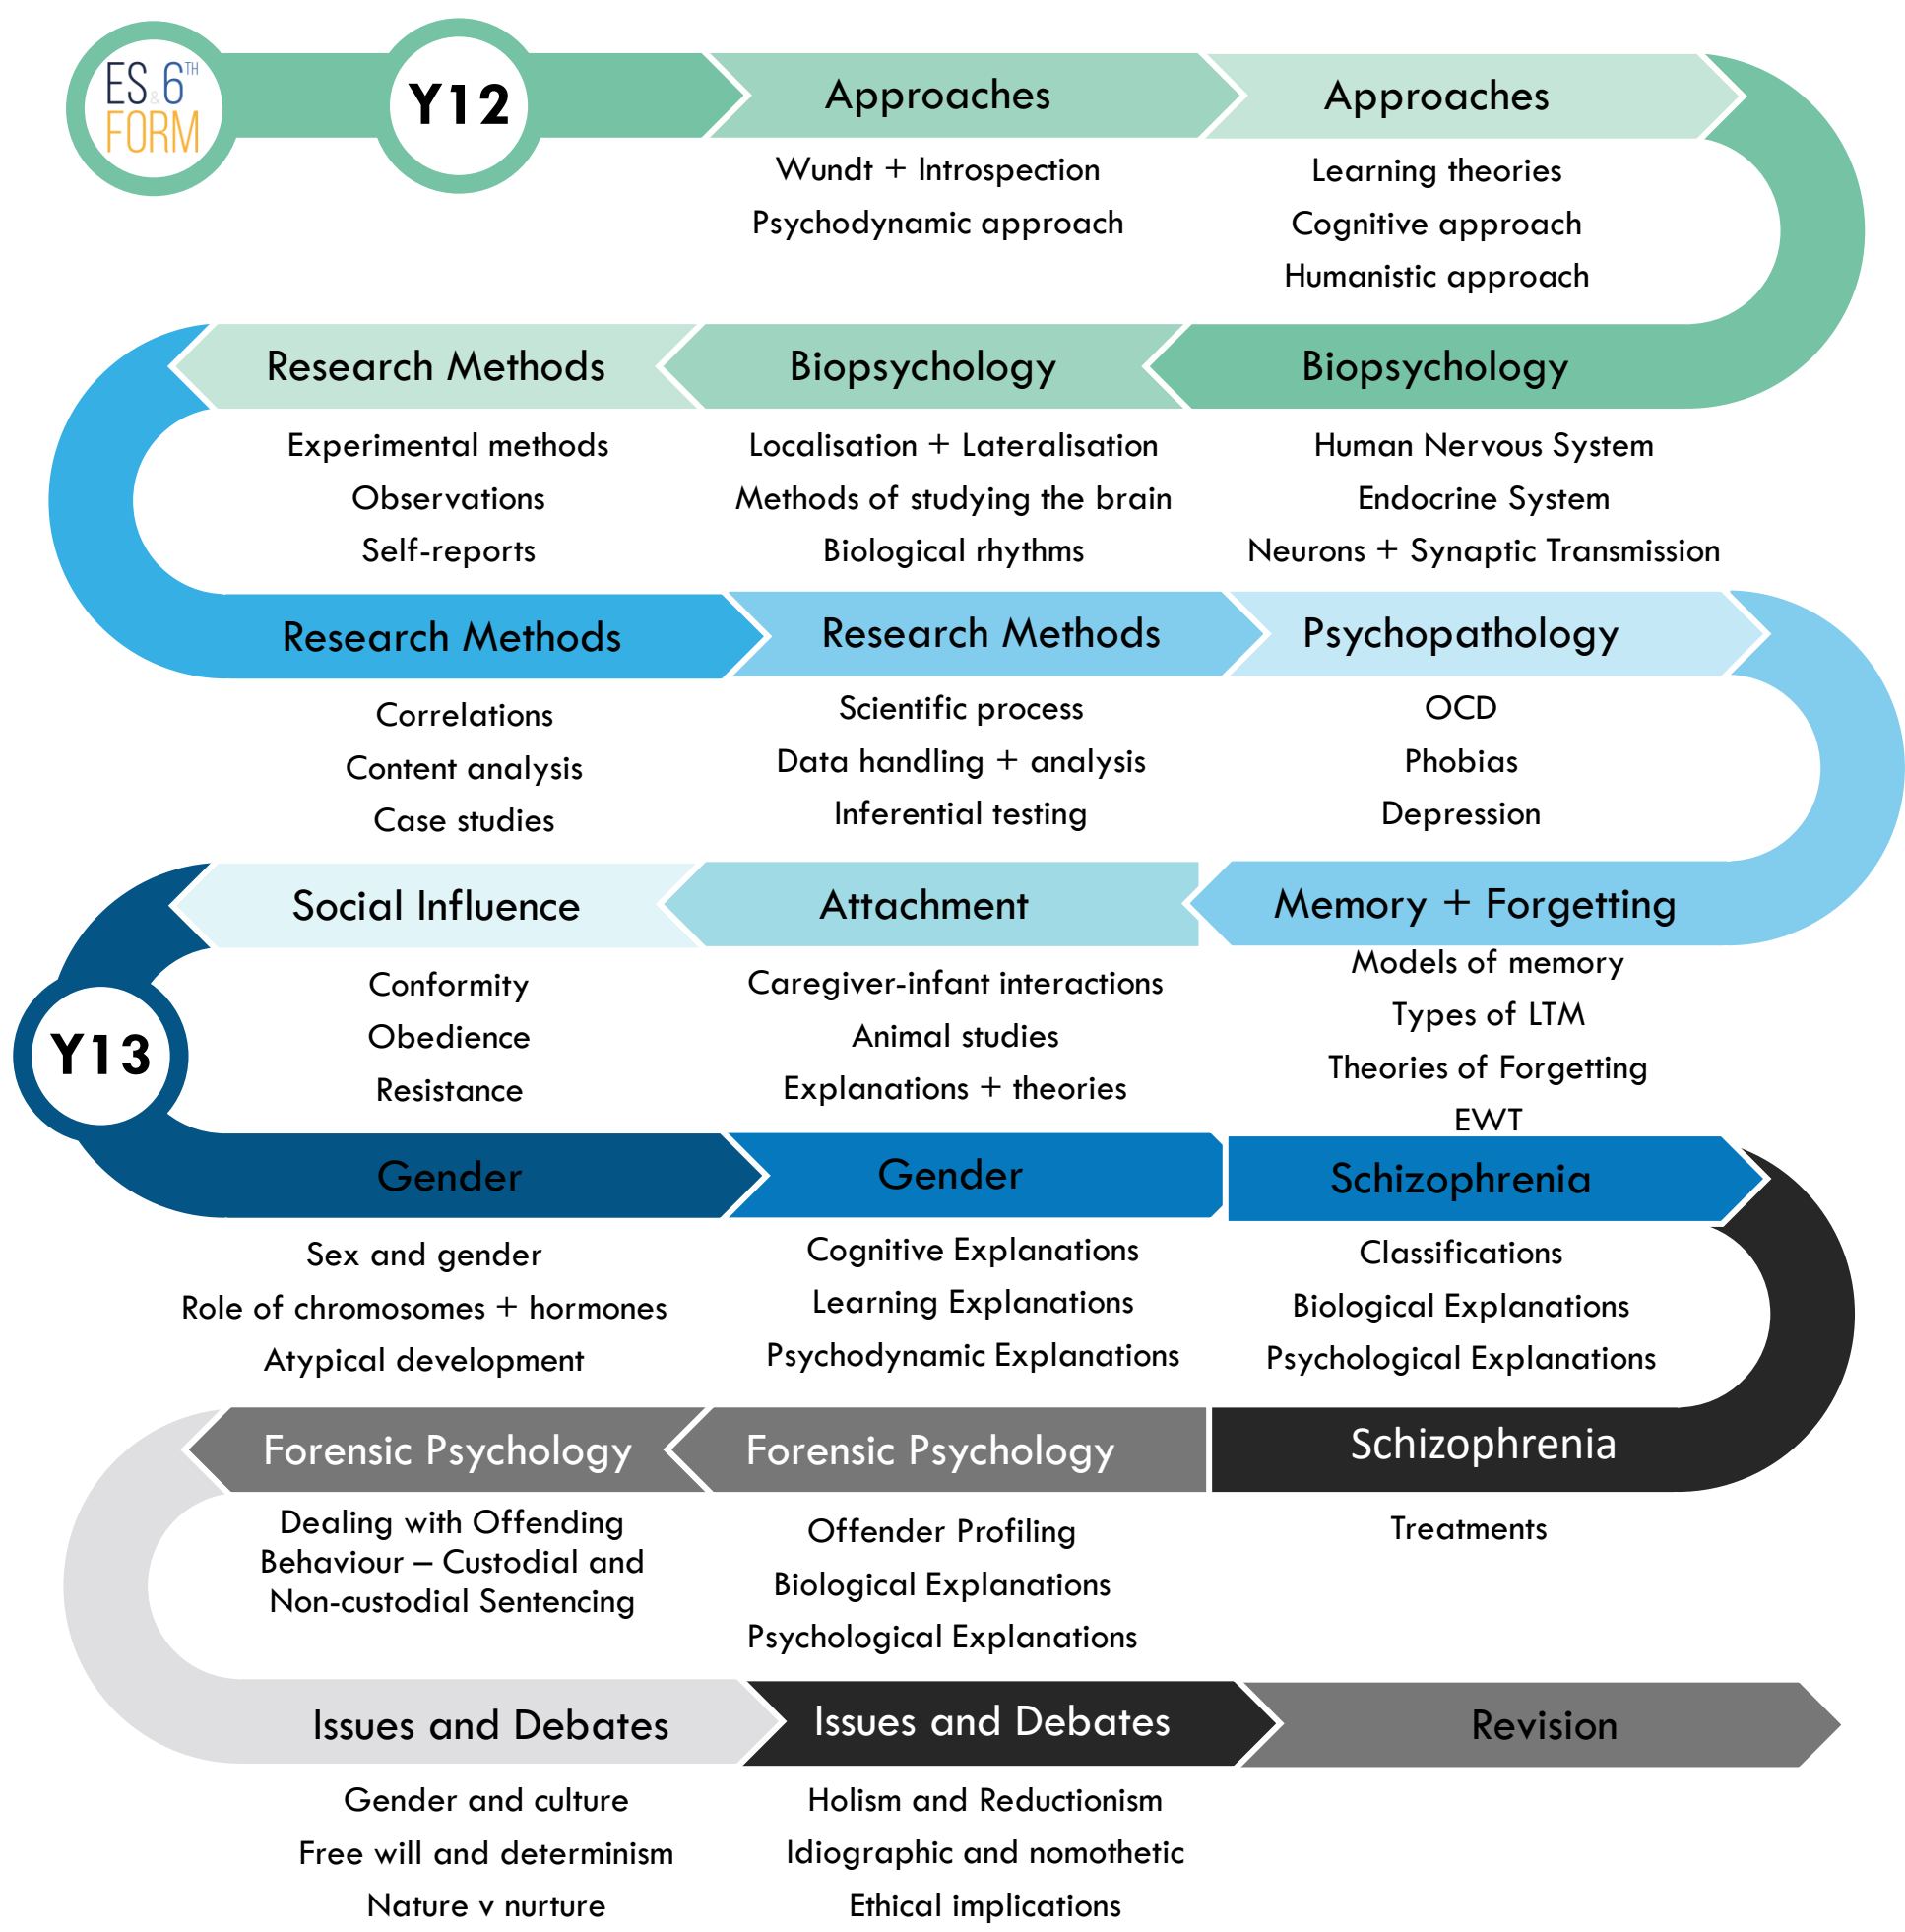 ES & 6TH
FORM
Y12
Approaches
Wundt + Introspection
Psychodynamic approach
Approaches
Learning theories
Cognitive approach
Humanistic approach
Biopsychology
Human Nervous System
Endocrine System
Neurons + Synaptic Transmission
Biopsychology
Localisation + Lateralisation
Methods of studying the brain
Biological rhythms
Research Methods
Experimental methods
Observations
Self-reports
Research Methods
Correlations
Content analysis
Case studies
Research Methods
Scientific process
Data handling + analysis
Inferential testing
Psychopathology
OCD
Phobias
Depression
Memory + Forgetting
Models of memory
Types of LTM
Theories of Forgetting
EWT
Attachment
Caregiver-infant interactions
Animal studies
Explanations + theories
Social Influence
Conformity
Obedience
Resistance
Y13
Gender
Sex and gender
Role of chromosomes + hormones
Atypical development
Gender
Cognitive Explanations
Learning Explanations
Psychodynamic Explanations
Schizophrenia
Classifications
Biological Explanations
Psychological Explanations
Schizophrenia
Treatments
Forensic Psychology
Offender Profiling
Biological Explanations
Psychological Explanations
Forensic Psychology
Dealing with Offending
Behaviour – Custodial and
Non-custodial Sentencing
Issues and Debates
Gender and culture
Free will and determinism
Nature v nurture
Issues and Debates
Holism and Reductionism
Idiographic and nomothetic
Ethical implications
Revision